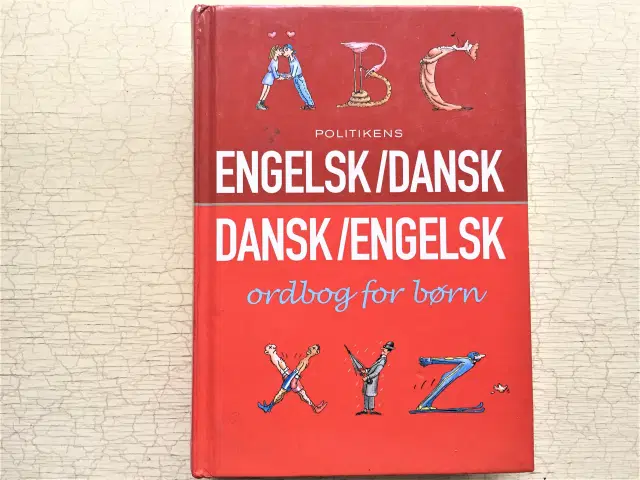 ABC
POLITIKENS
ENGELSK/DANSK
DANSK/ENGELSK
ordbog for børn
XYZ